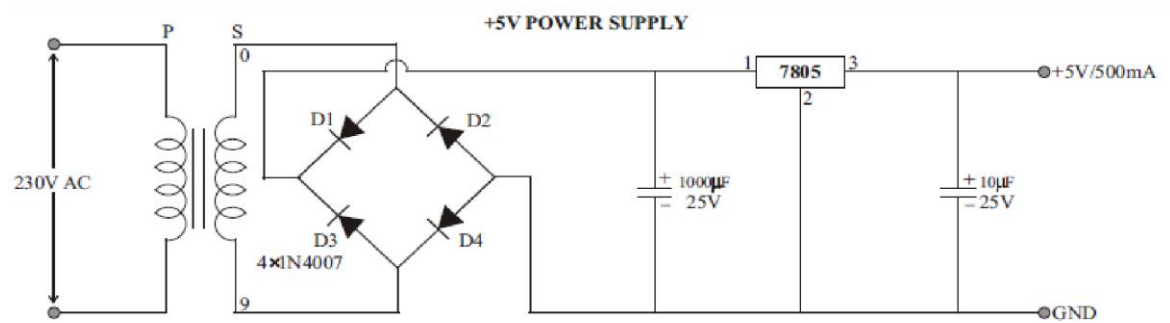 +5V POWER SUPPLY
P S
0
1 7805 3
+5V/500mA
2
D1 D2
230V AC
+ 1000µF
− 25V
+ 10µF
− 25V
D3 D4
4×1N4007
9
GND